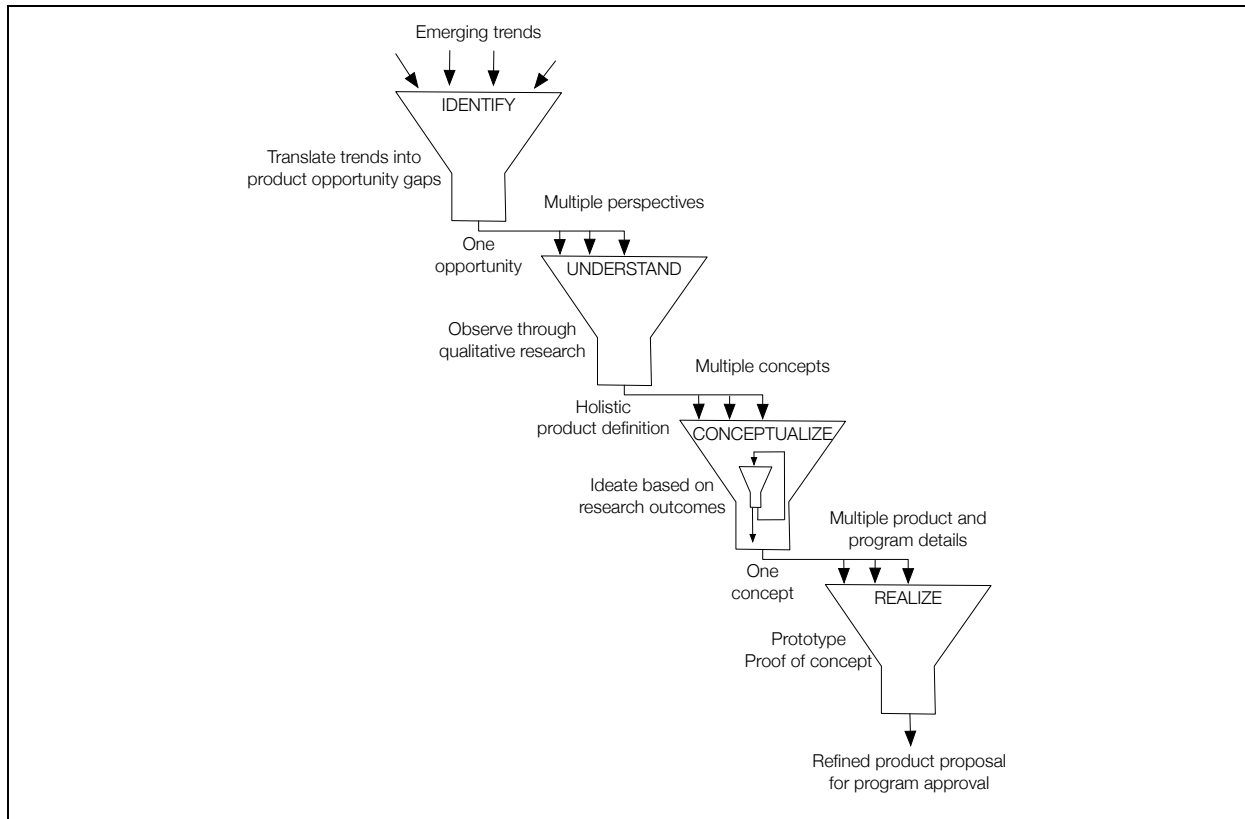 Emerging trends
IDENTIFY
Translate trends into
product opportunity gaps
Multiple perspectives
One
opportunity
UNDERSTAND
Observe through
qualitative research
Multiple concepts
Holistic
product definition
CONCEPTUALIZE
Ideate based on
research outcomes
Multiple product and
program details
One
concept
REALIZE
Prototype
Proof of concept
Refined product proposal
for program approval